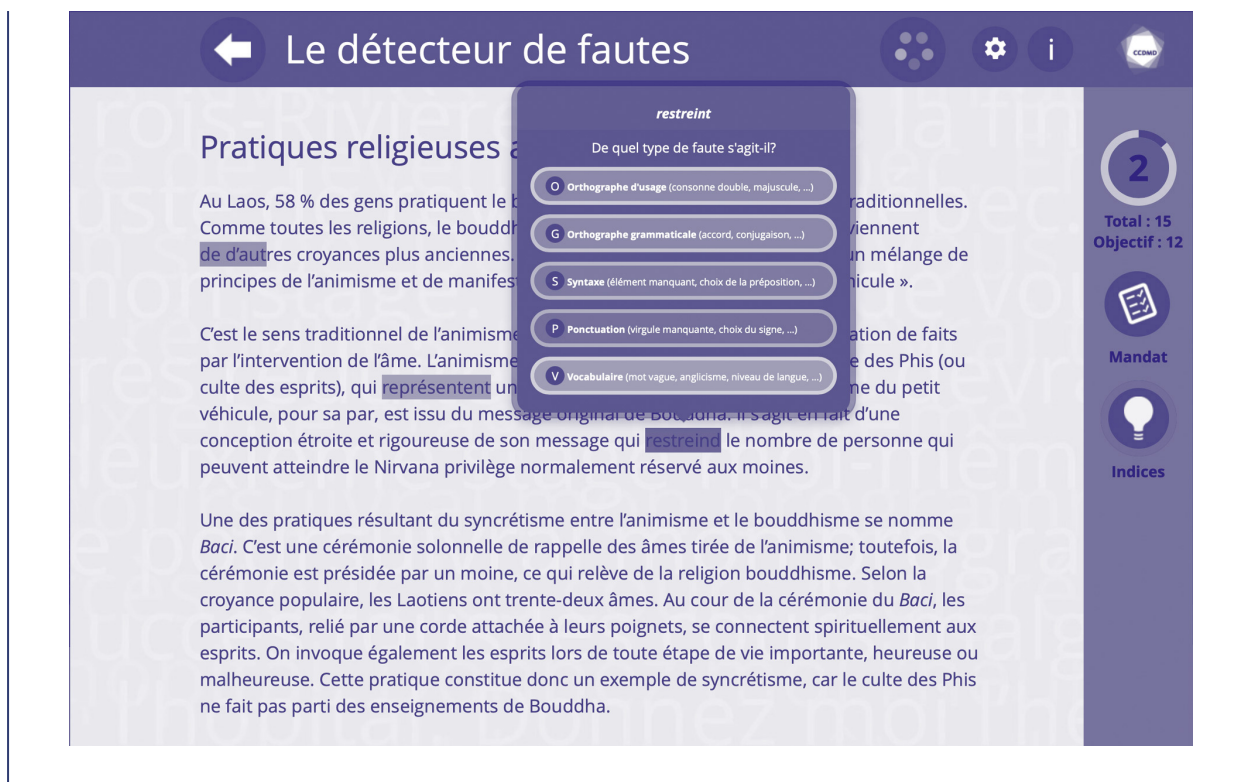 Le détecteur de fautes
i
CCDMD
restreint
De quel type de faute s'agit-il?
O Orthographe d'usage (consonne double, majuscule, ...)
G Orthographe grammaticale (accord, conjugaison, ...)
S Syntaxe (élément manquant, choix de la préposition, ...)
P Ponctuation (virgule manquante, choix du signe, ...)
V Vocabulaire (mot vague, anglicisme, niveau de langue, ...)
Pratiques religieuses
Au Laos, 58 % des gens pratiquent le raditionnelles.
Comme toutes les religions, le bouddh viennent
de d'autres croyances plus anciennes. un mélange de
principes de l'animisme et de manifest hicule ».
C'est le sens traditionnel de l'animisme ation de faits
par l'intervention de l'âme. L'animisme e des Phis (ou
culte des esprits), qui représentent un me du petit
véhicule, pour sa par, est issu du message original de Bouddha. Il s'agit en fait d'une
conception étroite et rigoureuse de son message qui restreind le nombre de personne qui
peuvent atteindre le Nirvana privilège normalement réservé aux moines.
Une des pratiques résultant du syncrétisme entre l'animisme et le bouddhisme se nomme
Baci. C'est une cérémonie solonnelle de rappelle des âmes tirée de l'animisme; toutefois, la
cérémonie est présidée par un moine, ce qui relève de la religion bouddhisme. Selon la
croyance populaire, les Laotiens ont trente-deux âmes. Au cour de la cérémonie du Baci, les
participants, relié par une corde attachée à leurs poignets, se connectent spirituellement aux
esprits. On invoque également les esprits lors de toute étape de vie importante, heureuse ou
malheureuse. Cette pratique constitue donc un exemple de syncrétisme, car le culte des Phis
ne fait pas parti des enseignements de Bouddha.
2
Total : 15
Objectif : 12
Mandat
Indices